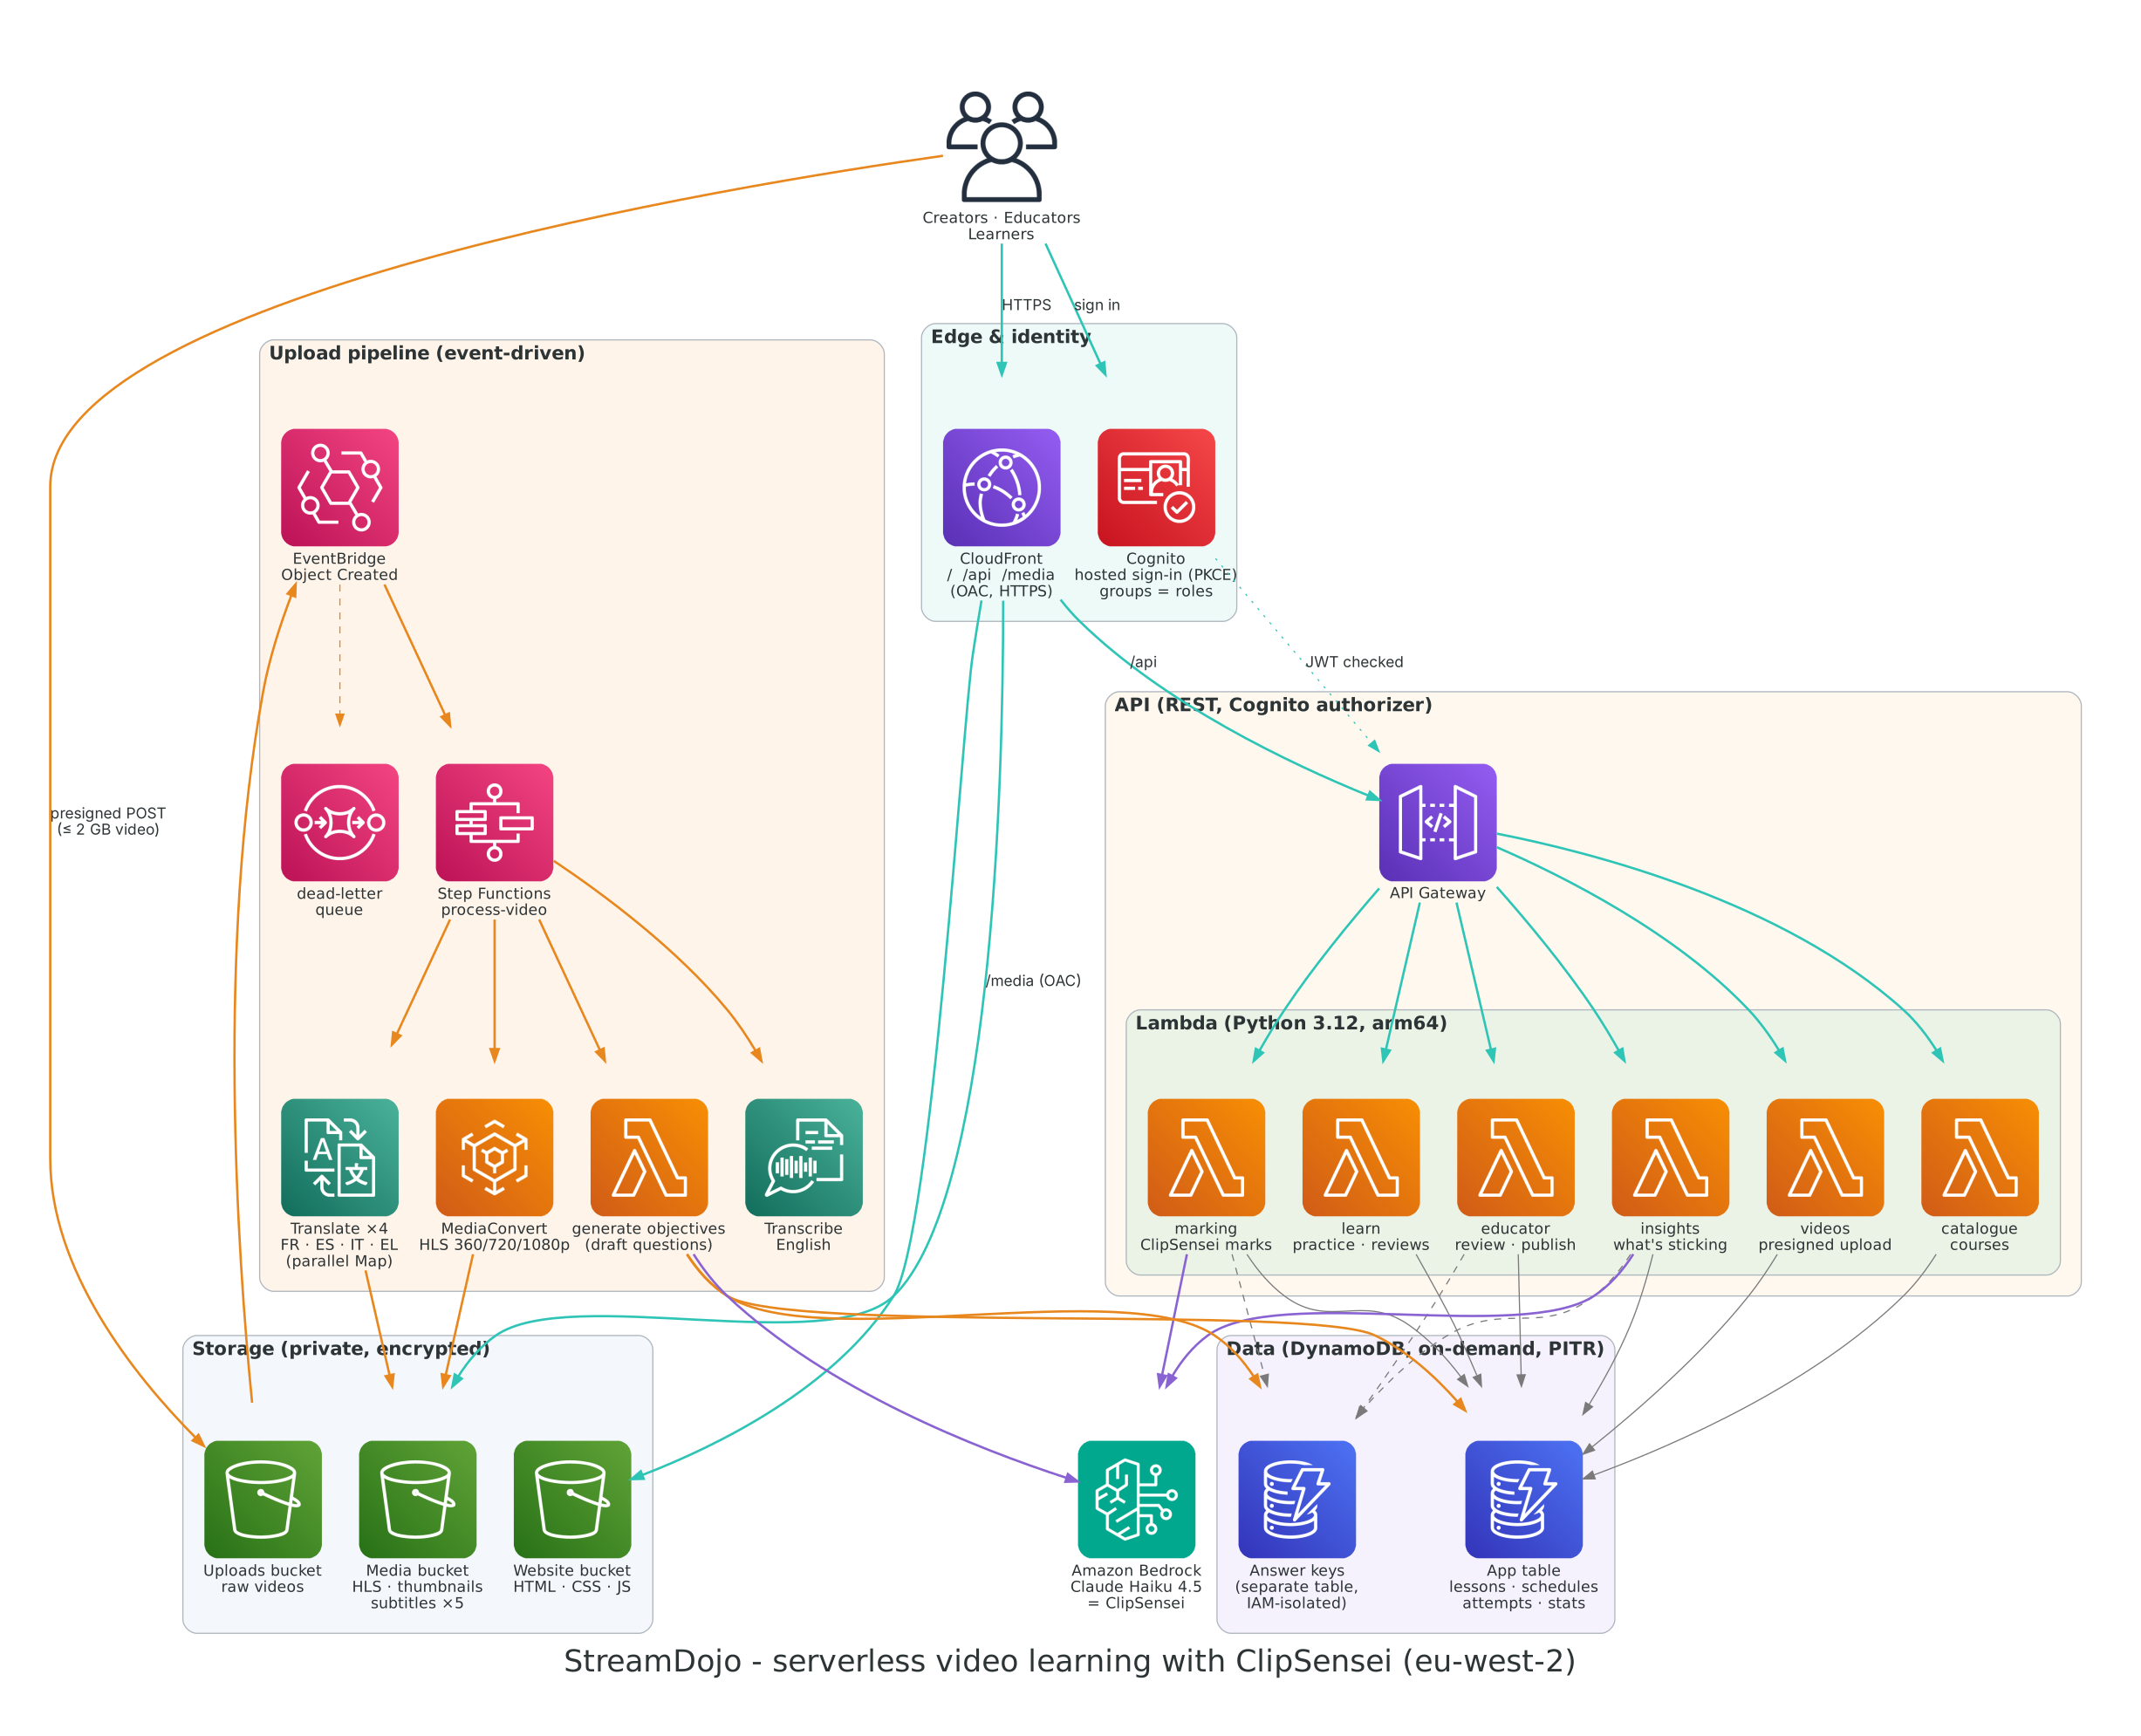 Creators · Educators
Learners
HTTPS
sign in
Edge & identity
Upload pipeline (event-driven)
EventBridge
Object Created
CloudFront
/  /api  /media
(OAC, HTTPS)
Cognito
hosted sign-in (PKCE)
groups = roles
/api
JWT checked
API (REST, Cognito authorizer)
presigned POST
(≤ 2 GB video)
dead-letter
queue
Step Functions
process-video
API Gateway
/media (OAC)
Lambda (Python 3.12, arm64)
Translate ×4
FR · ES · IT · EL
(parallel Map)
MediaConvert
HLS 360/720/1080p
generate objectives
(draft questions)
Transcribe
English
marking
ClipSensei marks
learn
practice · reviews
educator
review · publish
insights
what's sticking
videos
presigned upload
catalogue
courses
Storage (private, encrypted)
Data (DynamoDB, on-demand, PITR)
Uploads bucket
raw videos
Media bucket
HLS · thumbnails
subtitles ×5
Website bucket
HTML · CSS · JS
Amazon Bedrock
Claude Haiku 4.5
= ClipSensei
Answer keys
(separate table,
IAM-isolated)
App table
lessons · schedules
attempts · stats
StreamDojo - serverless video learning with ClipSensei (eu-west-2)